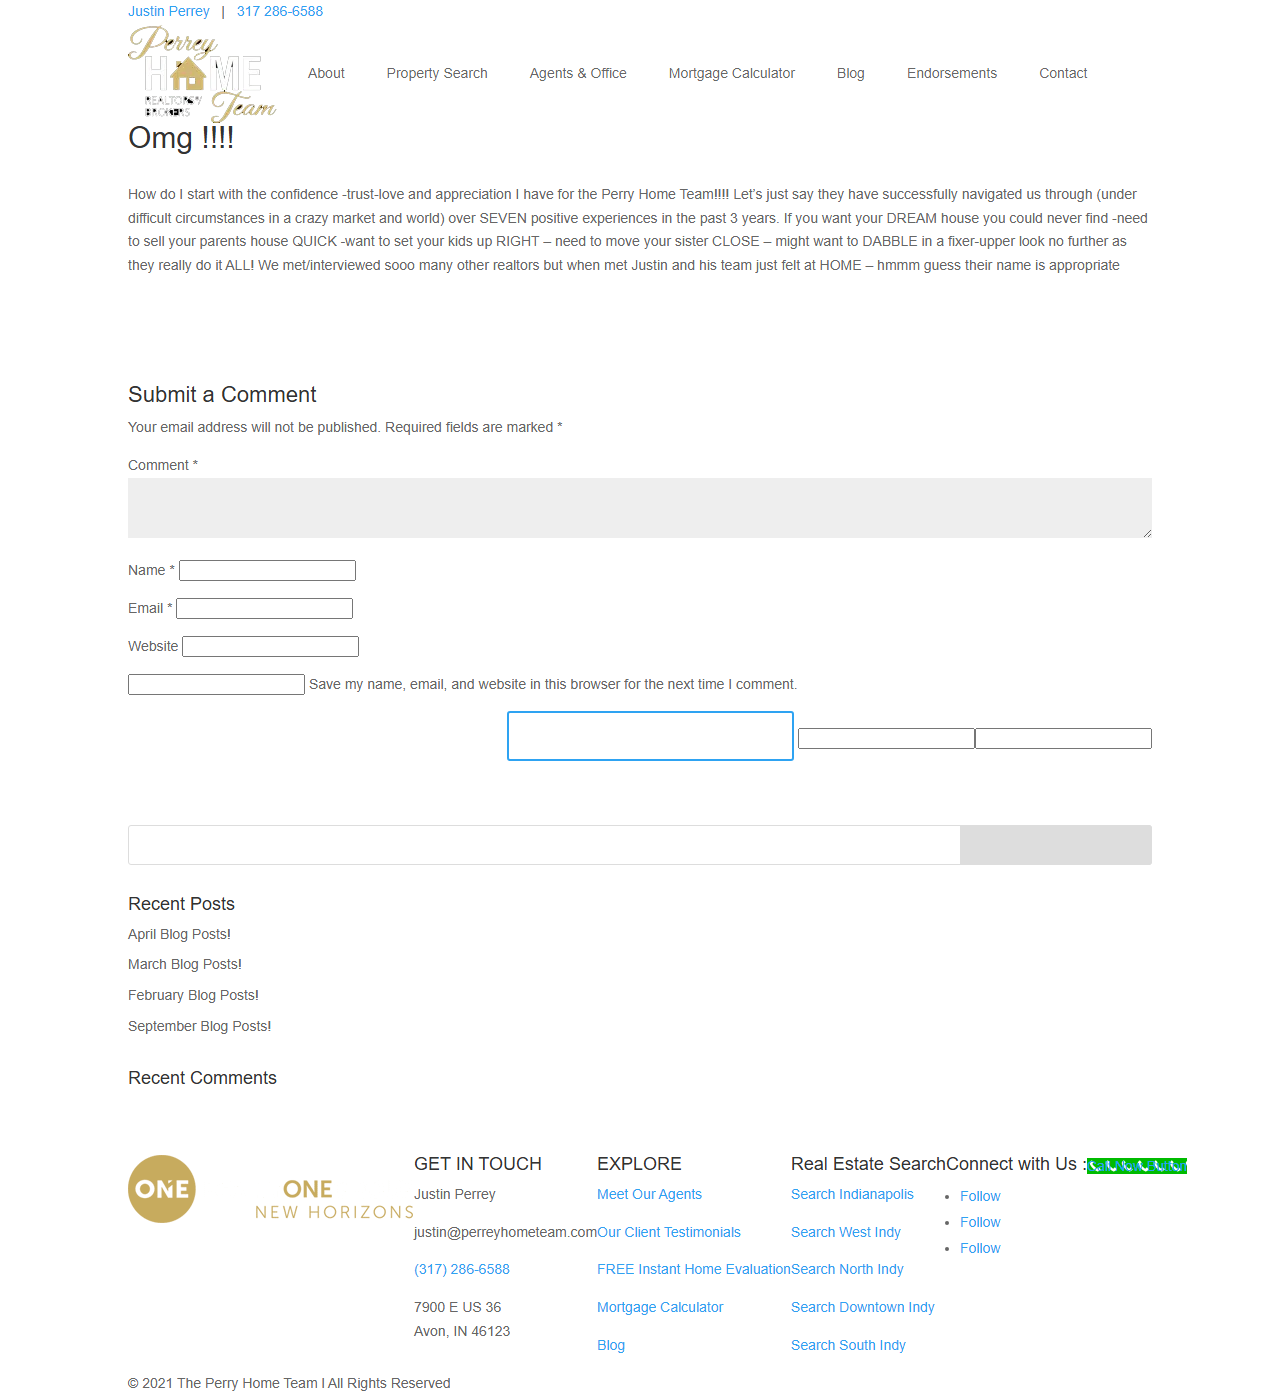 Justin Perrey | 317 286-6588
Perrey
HOME
REALTORS/
BROKERS
Team
About Property Search Agents & Office Mortgage Calculator Blog Endorsements Contact
Omg !!!!
How do I start with the confidence -trust-love and appreciation I have for the Perry Home Team!!!! Let's just say they have successfully navigated us through (under
difficult circumstances in a crazy market and world) over SEVEN positive experiences in the past 3 years. If you want your DREAM house you could never find -need
to sell your parents house QUICK -want to set your kids up RIGHT – need to move your sister CLOSE – might want to DABBLE in a fixer-upper look no further as
they really do it ALL! We met/interviewed sooo many other realtors but when met Justin and his team just felt at HOME – hmmm guess their name is appropriate
Submit a Comment
Your email address will not be published. Required fields are marked *
Comment *
Name *
Email *
Website
Save my name, email, and website in this browser for the next time I comment.
Recent Posts
April Blog Posts!
March Blog Posts!
February Blog Posts!
September Blog Posts!
Recent Comments
ONE
ONE
NEW HORIZONS
GET IN TOUCH
Justin Perrey
justin@perreyhometeam.com
(317) 286-6588
7900 E US 36
Avon, IN 46123
EXPLORE
Meet Our Agents
Our Client Testimonials
FREE Instant Home Evaluation
Mortgage Calculator
Blog
Real Estate Search
Search Indianapolis
Search West Indy
Search North Indy
Search Downtown Indy
Search South Indy
Connect with Us :
Follow
Follow
Follow
Call Now Button
© 2021 The Perry Home Team I All Rights Reserved